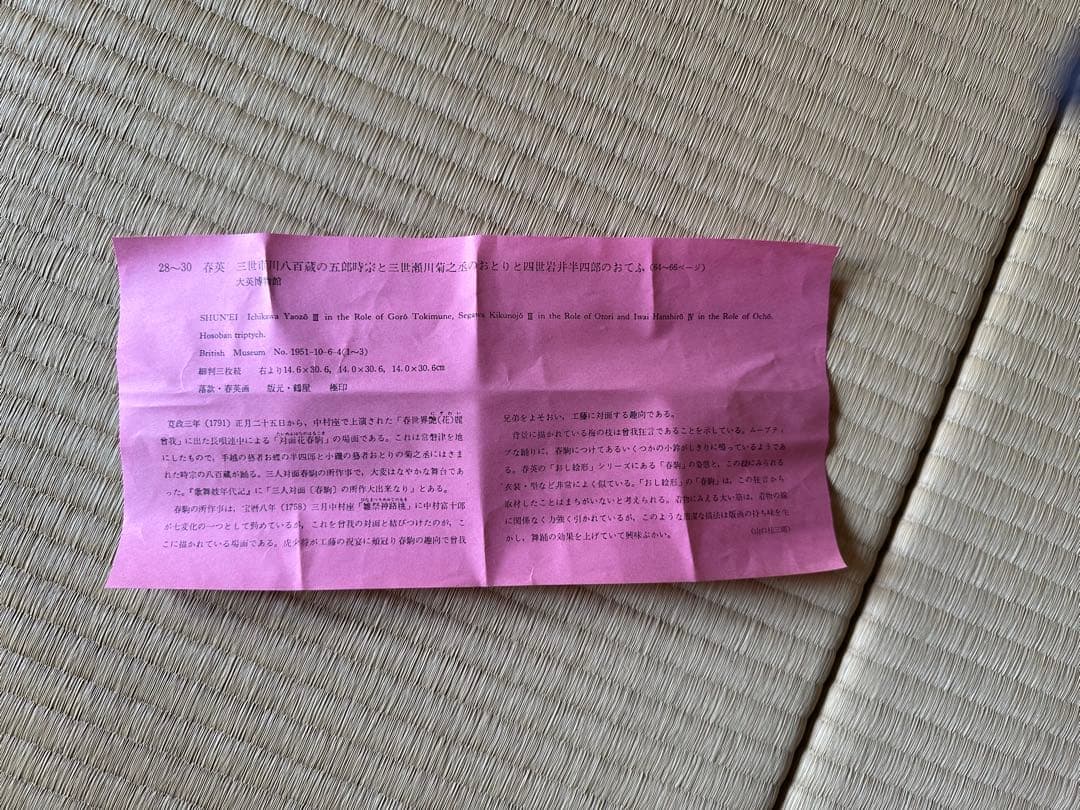 28〜30 春英 三世市川八百蔵の五郎時宗と三世瀬川菊之丞のおとりと四世岩井半四郎のおてふ(64〜66ページ)
大英博物館
SHUN'EI Ichikawa Yaozō Ⅲ in the Role of Gorō Tokimune, Segawa Kikunojō Ⅲ in the Role of Otori and Iwai Hanshirō Ⅳ in the Role of Ochō.
Hosoban triptych.
British Museum No. 1951-10-6-4(1〜3)
細判三枚続 右より14.6×30.6, 14.0×30.6, 14.0×30.6cm
落款・春英画 版元・鶴屋 極印
寛政三年(1791)正月二十五日から、中村座で上演された「春世界艶(花)麗
曾我」に出た長唄連中による「対面花春駒」の場面である。これは常磐津を地
にしたもので、手越の藝者お蝶の半四郎と小磯の藝者おとりの菊之丞にはさま
れた時宗の八百蔵が踊る。三人対面春駒の所作事で、大変はなやかな舞台であ
った。『歌舞妓年代記』に「三人対面〔春駒〕の所作大出来なり」とある。
春駒の所作事は、宝暦八年(1758)三月中村座「雛祭神路桃」に中村富十郎
が七変化の一つとして勤めているが、これを曾我の対面と結びつけたのが、こ
こに描かれている場面である。虎少将が工藤の祝宴に頬冠り春駒の趣向で曾我
兄弟をよそおい、工藤に対面する趣向である。
背景に描かれている梅の枝は曾我狂言であることを示している。ムーブティ
ブな踊りに、春駒につけてあるいくつかの小鈴がしきりに鳴っているようであ
る。春英の「おし絵形」シリーズにある「春駒」の姿態と、この図にみられる
衣装・型など非常によく似ている。「おし絵形」の「春駒」は、この狂言から
取材したことはまちがいないと考えられる。着物にみえる太い線は、着物の線
に関係なく力強く引かれているが、このような描法は版画の持ち味を生
かし、舞踊の効果を上げていて興味ぶかい。
(山口桂三郎)